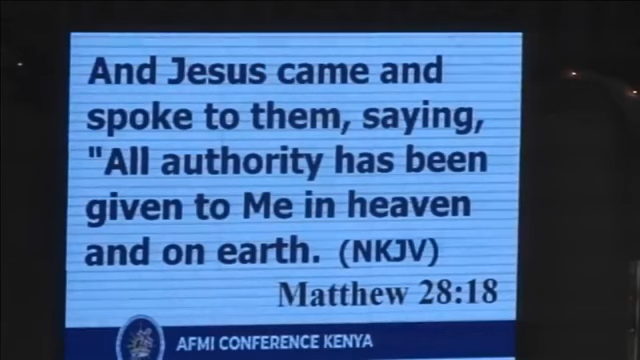 And Jesus came and
spoke to them, saying,
"All authority has been
given to Me in heaven
and on earth. (NKJV)
Matthew 28:18
AFMI CONFERENCE KENYA